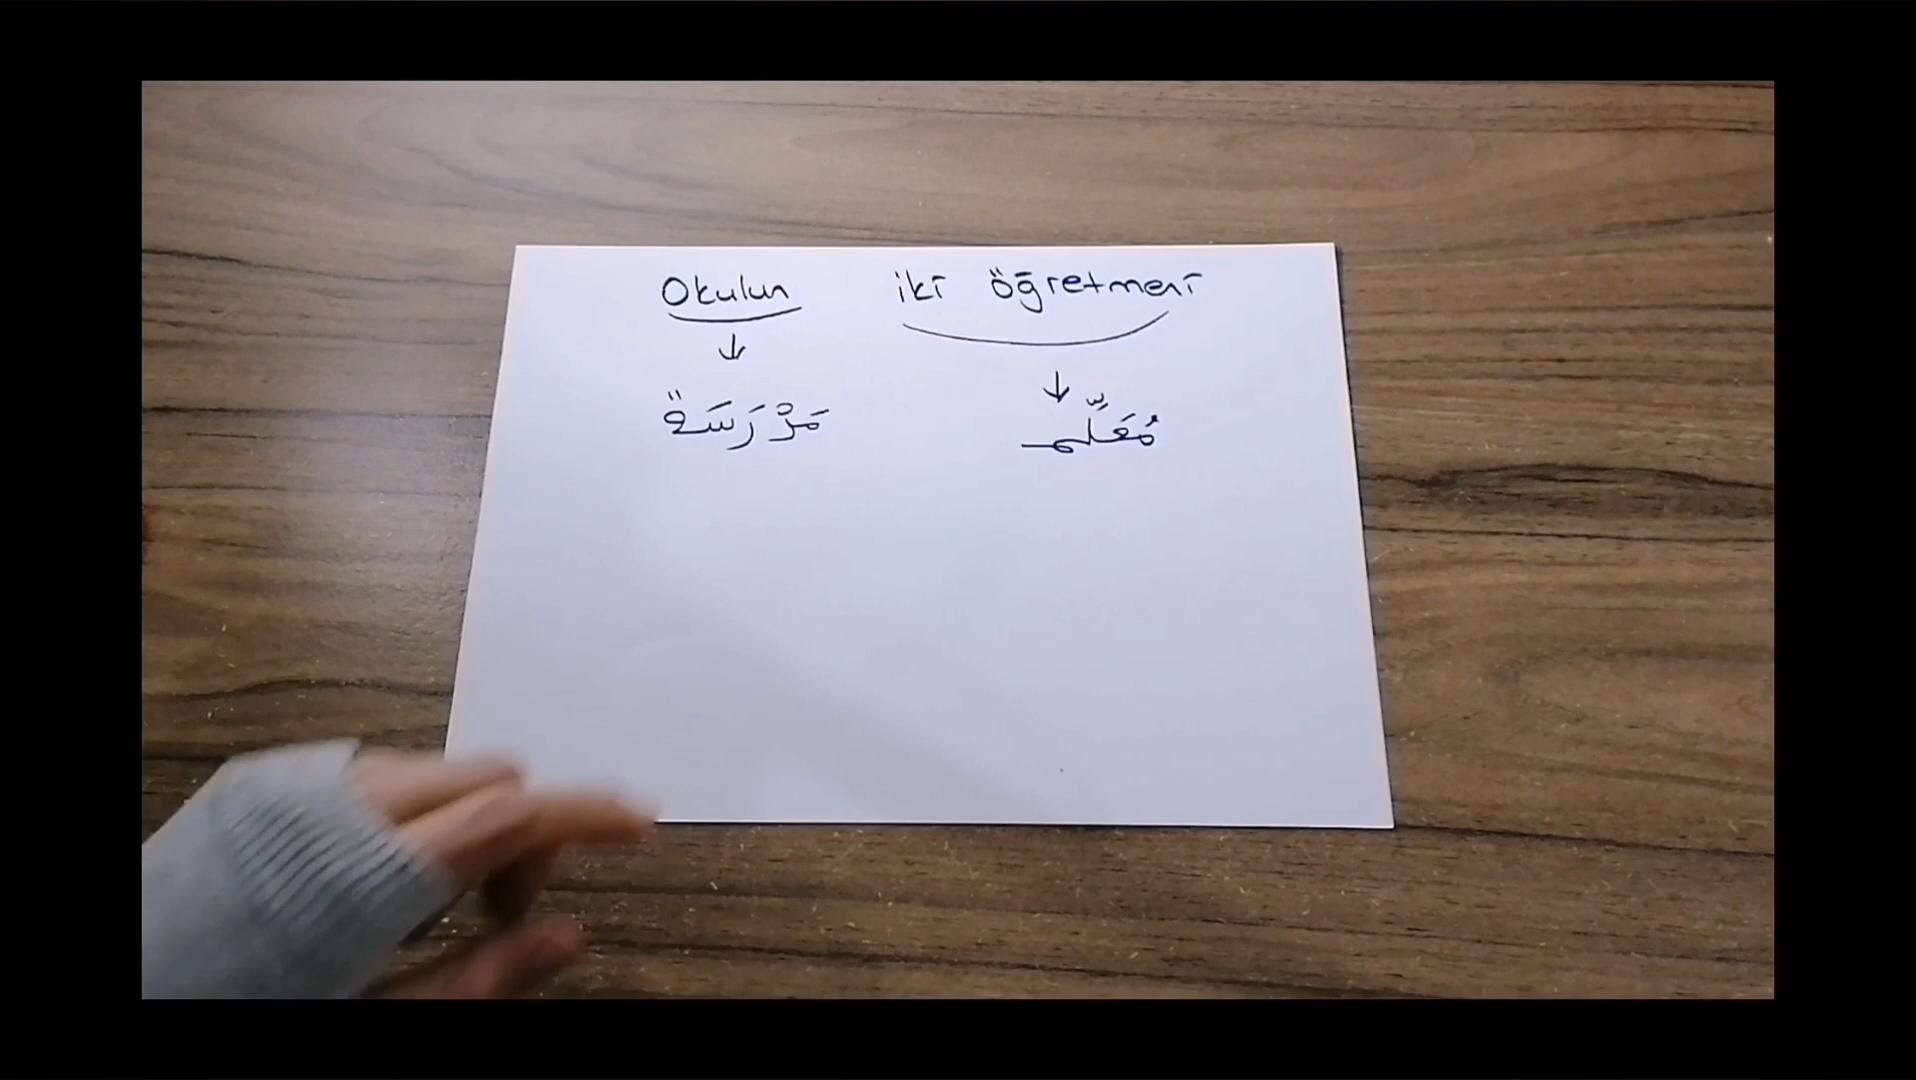 Okulun iki öğretmeni
↓ ↓
مَدْرَسَة مُعَلِّم